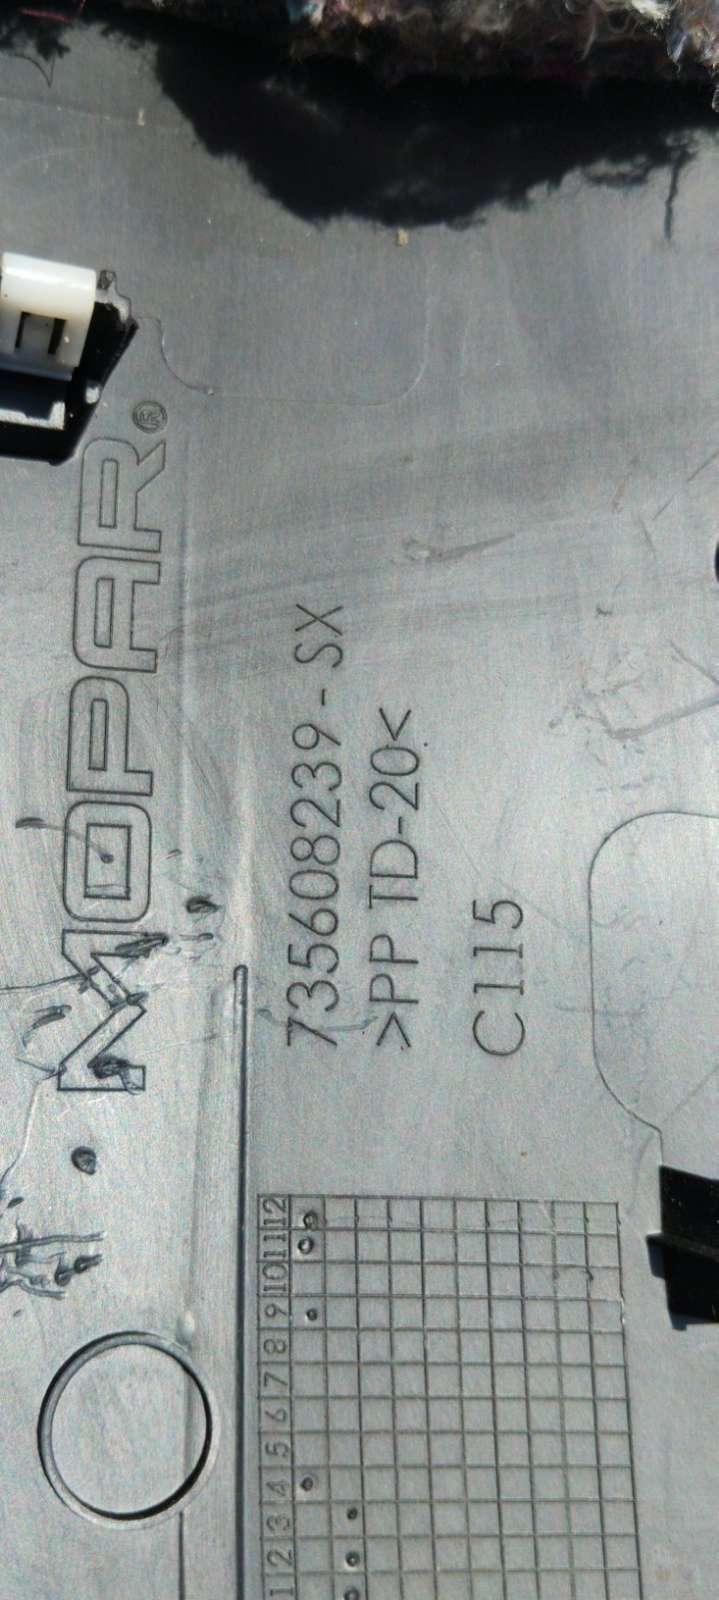 MOPAR®
735608239-SX
>PP TD-20<
C115
1 2 3 4 5 6 7 8 9 10 11 12